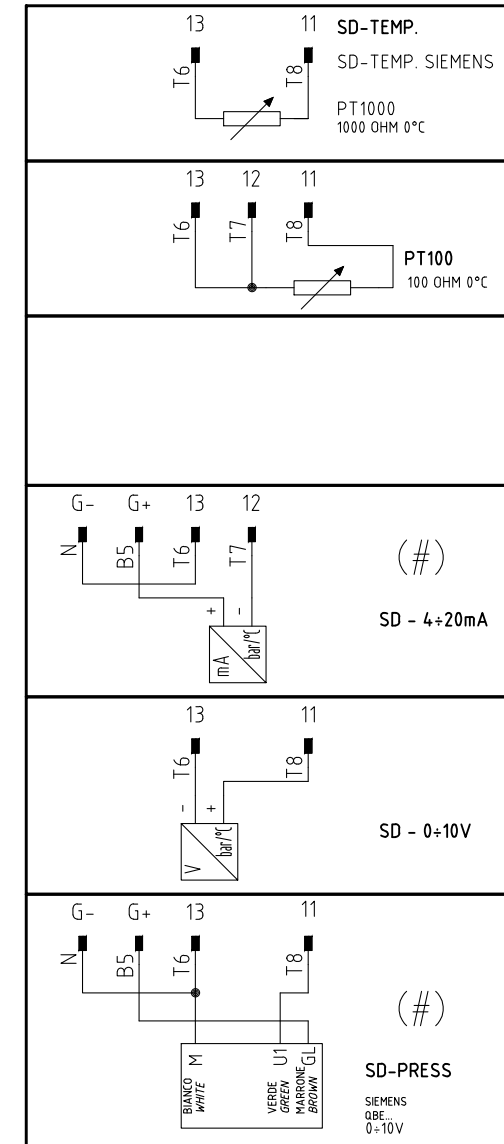 13 11 SD-TEMP.
T6 T8 SD-TEMP. SIEMENS
PT1000
1000 OHM 0°C
13 12 11
T6 T7 T8
PT100
100 OHM 0°C
G- G+ 13 12
N B5 T6 T7
(#)
+ -
SD - 4÷20mA
mA bar/°C
13 11
T6 T8
- +
SD - 0÷10V
V bar/°C
G- G+ 13 11
N B5 T6 T8
(#)
M U1 GL
BIANCO VERDE MARRONE
WHITE GREEN BROWN
SD-PRESS
SIEMENS
QBE...
0÷10V